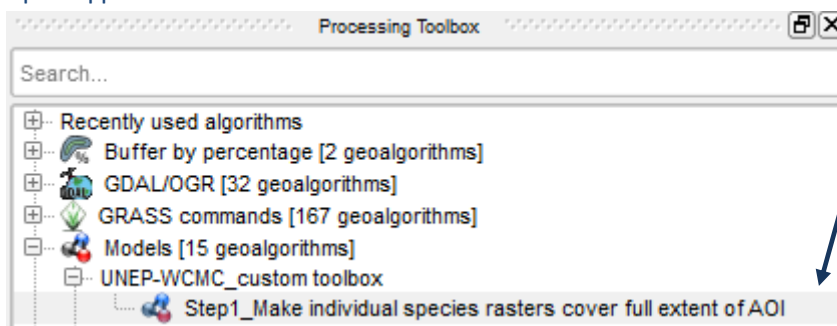 Processing Toolbox
Search...
Recently used algorithms
Buffer by percentage [2 geoalgorithms]
GDAL/OGR [32 geoalgorithms]
GRASS commands [167 geoalgorithms]
Models [15 geoalgorithms]
UNEP-WCMC_custom toolbox
Step1_Make individual species rasters cover full extent of AOI